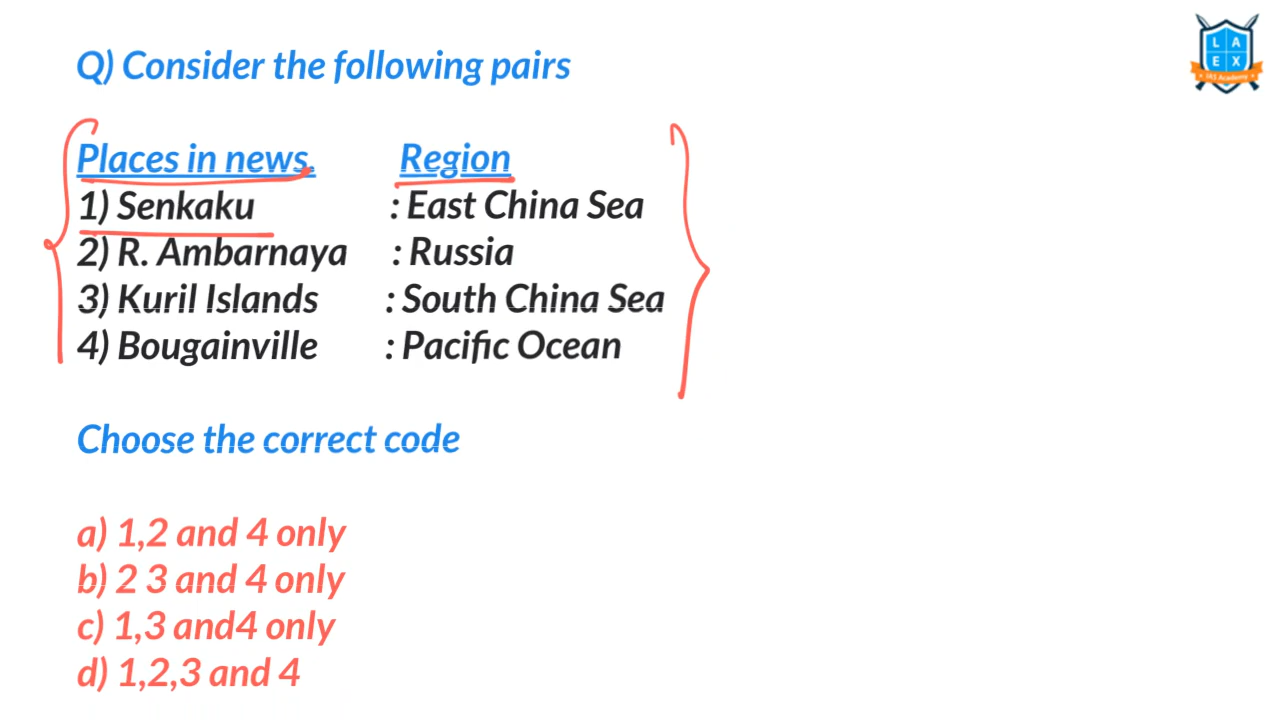 Q) Consider the following pairs
L A
E X
IAS Academy
Places in news. Region
1) Senkaku : East China Sea
2) R. Ambarnaya : Russia
3) Kuril Islands : South China Sea
4) Bougainville : Pacific Ocean
Choose the correct code
a) 1,2 and 4 only
b) 2 3 and 4 only
c) 1,3 and4 only
d) 1,2,3 and 4